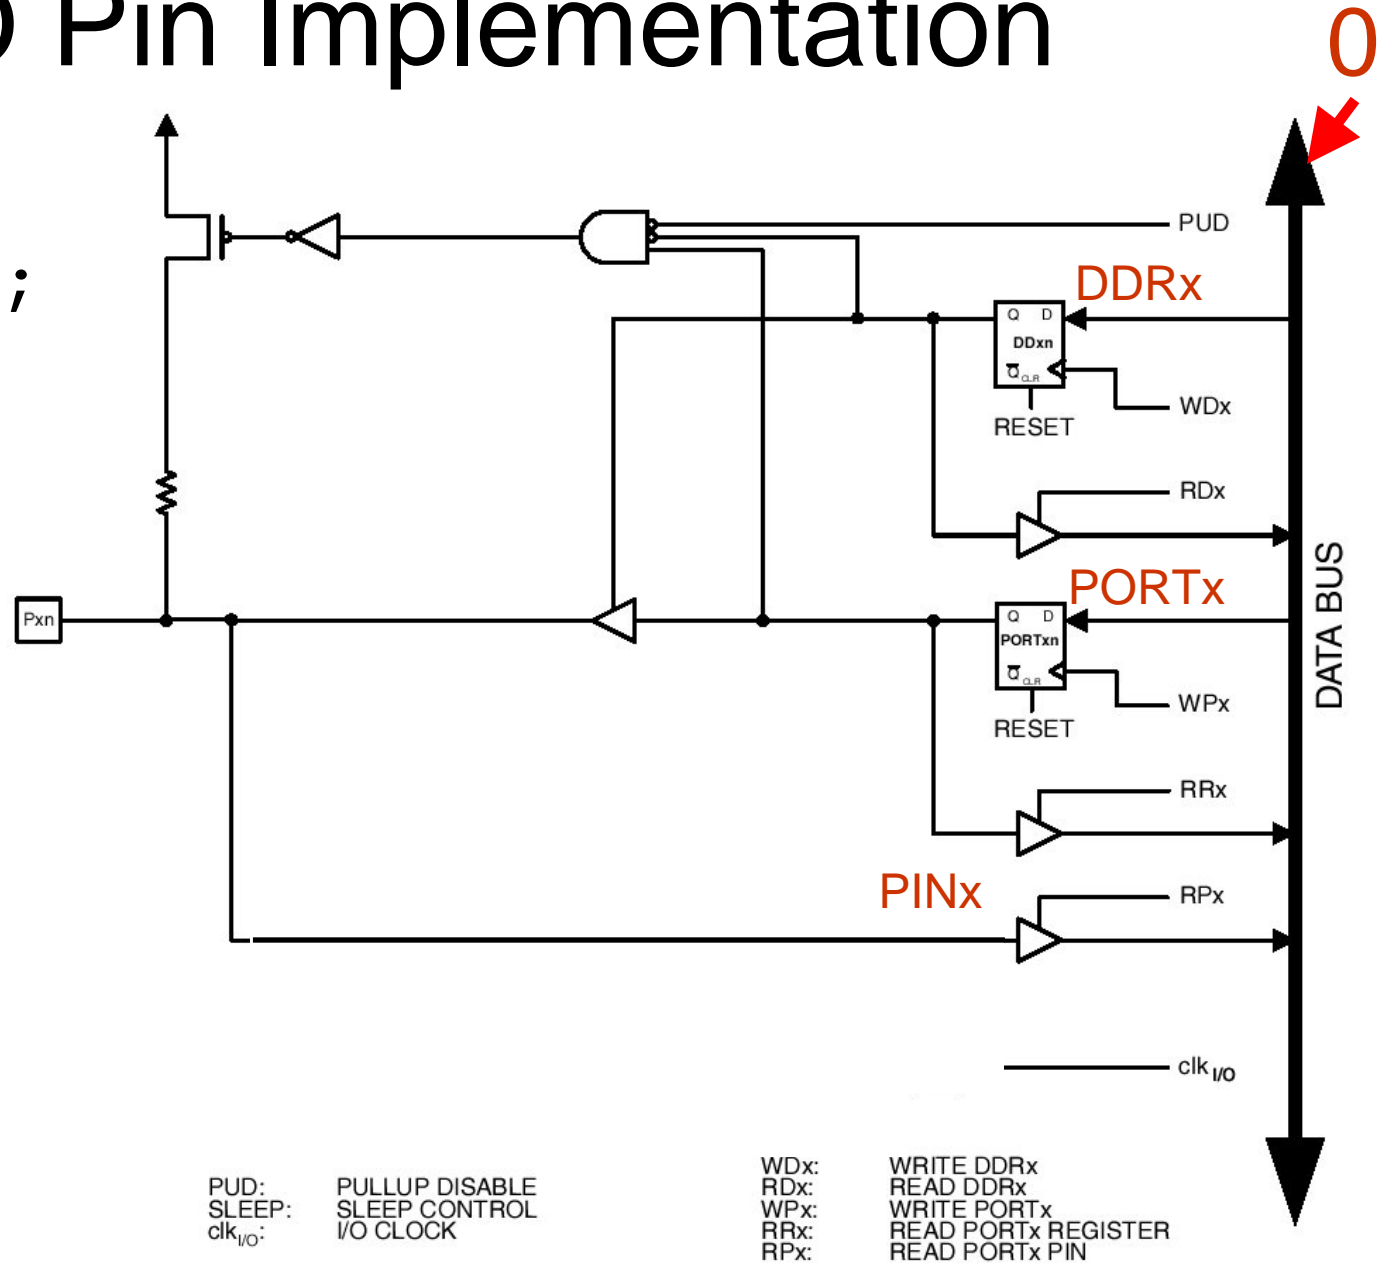 Pin Implementation
0
PUD
;
DDRx
Q D
DDxn
Q CLR
WDx
RESET
RDx
DATA BUS
PORTx
Pxn
Q D
PORTxn
Q CLR
WPx
RESET
RRx
PINx
RPx
clk I/O
WDx: WRITE DDRx
PUD: PULLUP DISABLE
RDx: READ DDRx
SLEEP: SLEEP CONTROL
WPx: WRITE PORTx
clk I/O: I/O CLOCK
RRx: READ PORTx REGISTER
RPx: READ PORTx PIN